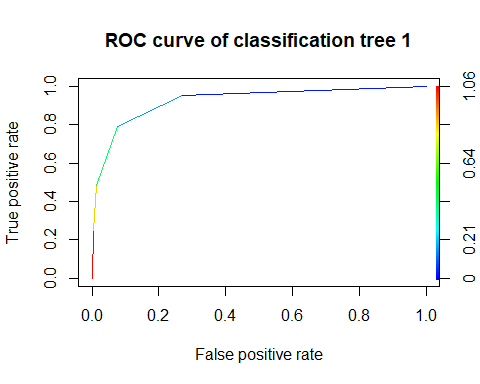 ROC curve of classification tree 1
True positive rate
1.0
0.8
0.6
0.4
0.2
0.0
1.06
0.64
0.21
0
0.0 0.2 0.4 0.6 0.8 1.0
False positive rate